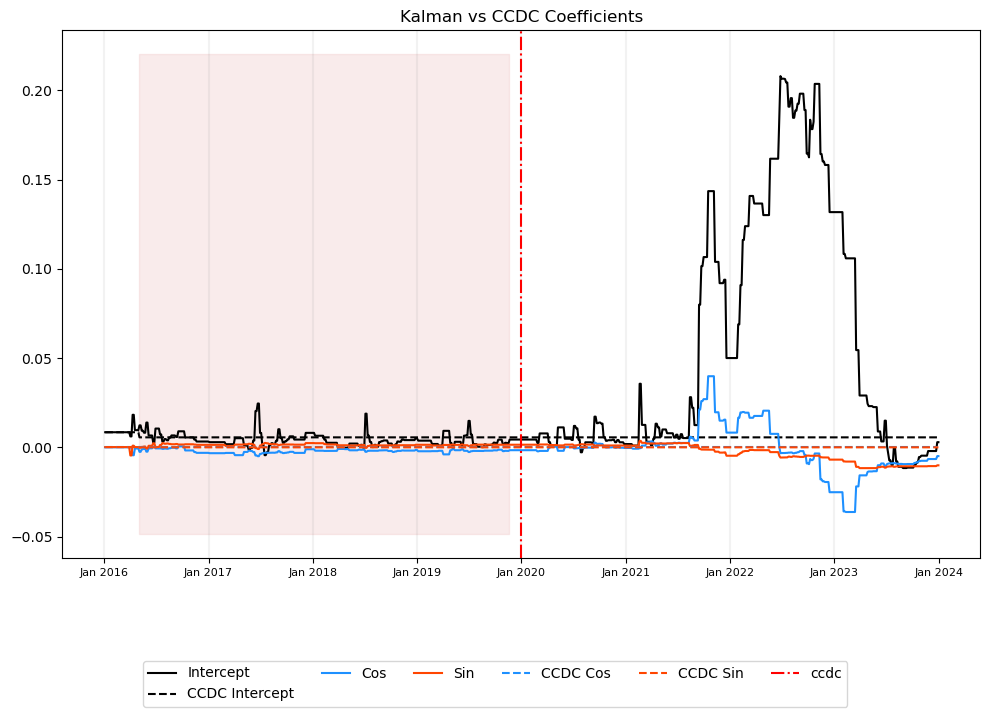 Kalman vs CCDC Coefficients
0.20
0.15
0.10
0.05
0.00
−0.05
Jan 2016 Jan 2017 Jan 2018 Jan 2019 Jan 2020 Jan 2021 Jan 2022 Jan 2023 Jan 2024
Intercept Cos Sin CCDC Cos CCDC Sin ccdc
CCDC Intercept